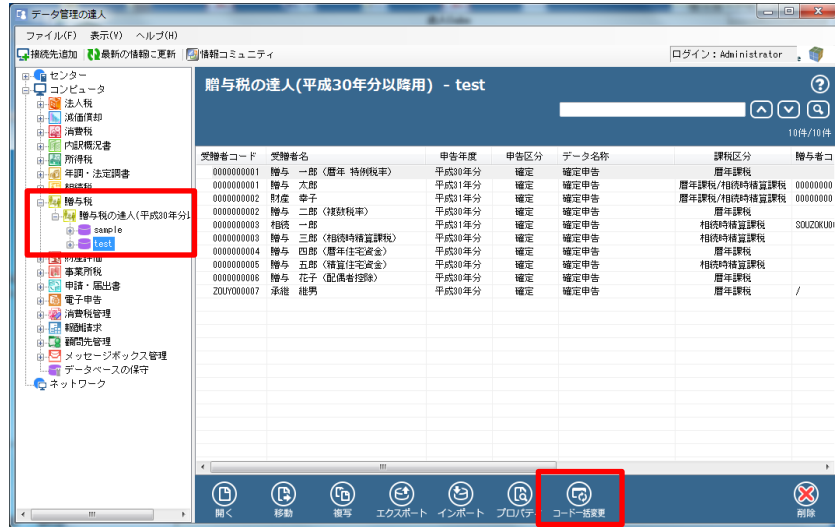 データ管理の達人
ファイル(F) 表示(V) ヘルプ(H)
接続先追加 最新の情報に更新 情報コミュニティ ログイン：Administrator
センター
コンピュータ
法人税
減価償却
消費税
内訳概況書
所得税
年調・法定調書
相続税
贈与税
贈与税の達人(平成30年分以
sample
test
財産評価
事業所税
申請・届出書
電子申告
消費税管理
報酬請求
顧問先管理
メッセージボックス管理
データベースの保守
ネットワーク
贈与税の達人(平成30年分以降用) - test
10件/10件
受贈者コード 受贈者名 申告年度 申告区分 データ名称 課税区分 贈与者コ
0000000001 贈与 一郎（暦年 特例税率） 平成30年分 確定 確定申告 暦年課税
0000000001 贈与 太郎 平成31年分 確定 確定申告 暦年課税/相続時精算課税 00000000
0000000002 財産 幸子 平成31年分 確定 確定申告 暦年課税/相続時精算課税 00000000
0000000002 贈与 二郎（複数税率） 平成30年分 確定 確定申告 暦年課税
0000000003 相続 一郎 平成31年分 確定 確定申告 相続時精算課税 SOUZOKU0
0000000003 贈与 三郎（相続時精算課税） 平成30年分 確定 確定申告 相続時精算課税
0000000004 贈与 四郎（暦年住宅資金） 平成30年分 確定 確定申告 暦年課税
0000000005 贈与 五郎（精算住宅資金） 平成30年分 確定 確定申告 相続時精算課税
0000000006 贈与 花子（配偶者控除） 平成30年分 確定 確定申告 暦年課税
ZOUYO00007 承継 継男 平成30年分 確定 確定申告 暦年課税 /
開く 移動 複写 エクスポート インポート プロパティ コード一括変更 削除